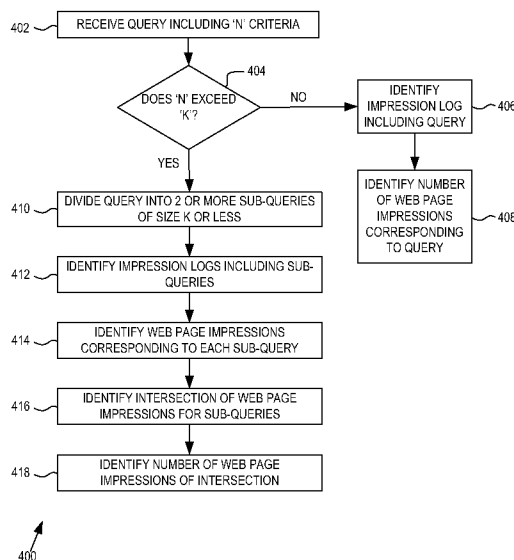 402
RECEIVE QUERY INCLUDING 'N' CRITERIA
404
DOES 'N' EXCEED
'K'?
NO
YES
IDENTIFY
IMPRESSION LOG
INCLUDING QUERY
406
IDENTIFY NUMBER
OF WEB PAGE
IMPRESSIONS
CORRESPONDING
TO QUERY
408
410
DIVIDE QUERY INTO 2 OR MORE SUB-QUERIES
OF SIZE K OR LESS
412
IDENTIFY IMPRESSION LOGS INCLUDING SUB-
QUERIES
414
IDENTIFY WEB PAGE IMPRESSIONS
CORRESPONDING TO EACH SUB-QUERY
416
IDENTIFY INTERSECTION OF WEB PAGE
IMPRESSIONS FOR SUB-QUERIES
418
IDENTIFY NUMBER OF WEB PAGE
IMPRESSIONS OF INTERSECTION
400